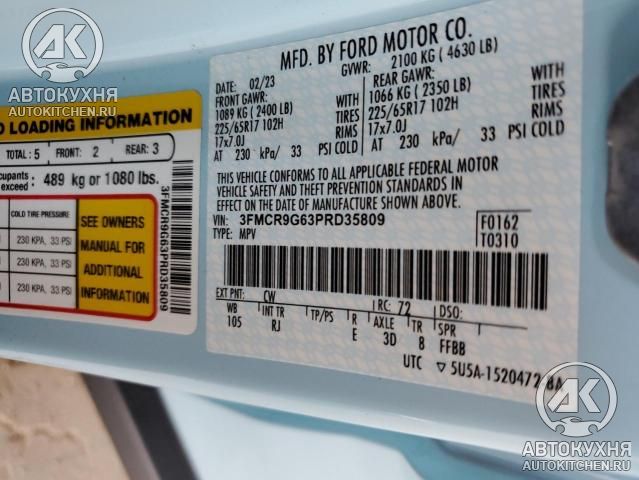 АК
АВТОКУХНЯ
AUTOKITCHEN.RU
LOADING INFORMATION
TOTAL: 5 FRONT: 2 REAR: 3
489 kg or 1080 lbs.
exceed:
COLD TIRE PRESSURE
230 KPA, 33 PSI
230 KPA, 33 PSI
230 KPA, 33 PSI
SEE OWNERS
MANUAL FOR
ADDITIONAL
INFORMATION
3FMCR9G63PRD35809
MFD. BY FORD MOTOR CO.
DATE: 02/23 GVWR: 2100 KG ( 4630 LB)
FRONT GAWR: REAR GAWR:
1089 KG ( 2400 LB) 1066 KG ( 2350 LB) WITH
225/65R17 102H 225/65R17 102H TIRES
17x7.0J 17x7.0J RIMS
AT 230 kPa/ 33 PSI COLD AT 230 kPa/ 33 PSI COLD
WITH
TIRES
RIMS
THIS VEHICLE CONFORMS TO ALL APPLICABLE FEDERAL MOTOR
VEHICLE SAFETY AND THEFT PREVENTION STANDARDS IN
EFFECT ON THE DATE OF MANUFACTURE SHOWN ABOVE.
VIN: 3FMCR9G63PRD35809
TYPE: MPV
F0162
T0310
EXT PNT: CW RC: 72 DSO:
WB INT TR TP/PS R AXLE TR SPR
105 RJ E 3D 8 FFBB
UTC ▽ 5U5A-1520472-BA
АК
АВТОКУХНЯ
AUTOKITCHEN.RU